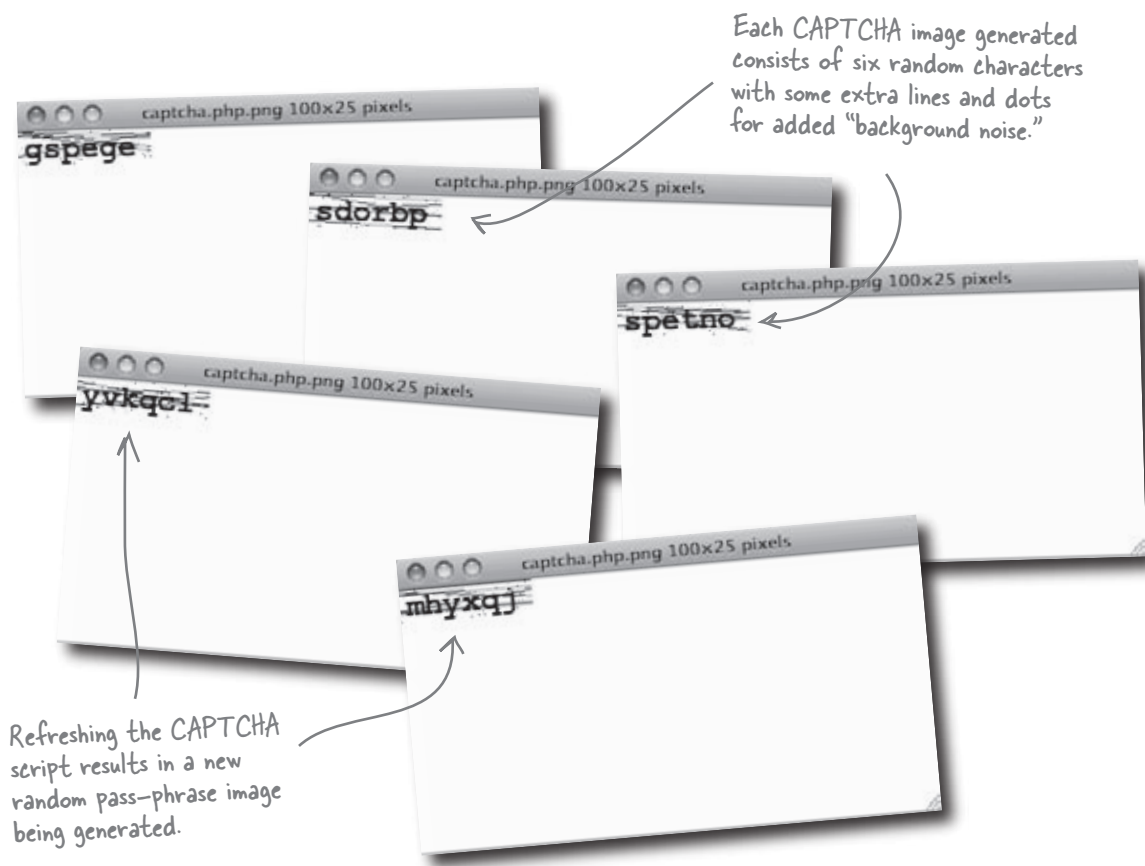 Each CAPTCHA image generated
consists of six random characters
with some extra lines and dots
for added "background noise."
captcha.php.png 100×25 pixels
gspege
captcha.php.png 100×25 pixels
sdorbp
captcha.php.png 100×25 pixels
spetno
captcha.php.png 100×25 pixels
yvkqcl
captcha.php.png 100×25 pixels
mhyxqj
Refreshing the CAPTCHA
script results in a new
random pass-phrase image
being generated.